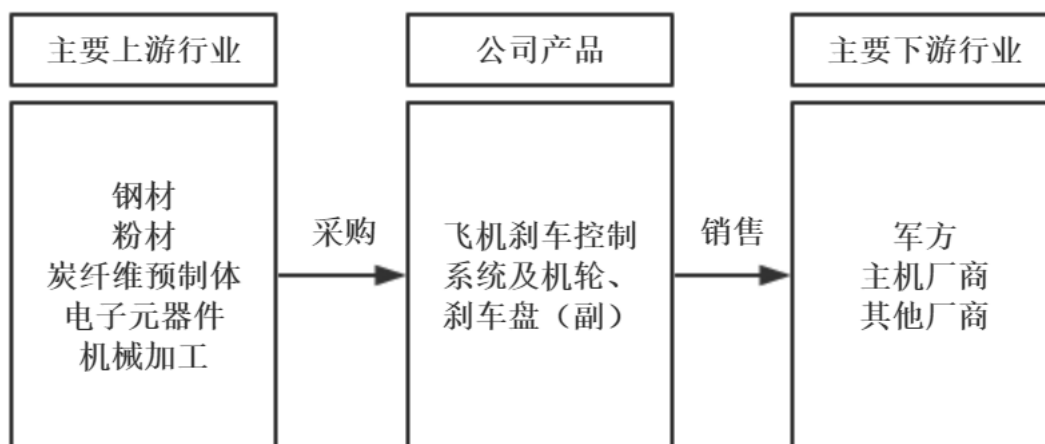 主要上游行业
公司产品
主要下游行业
钢材
粉材
炭纤维预制体
电子元器件
机械加工
采购
飞机刹车控制
系统及机轮、
刹车盘（副）
销售
军方
主机厂商
其他厂商